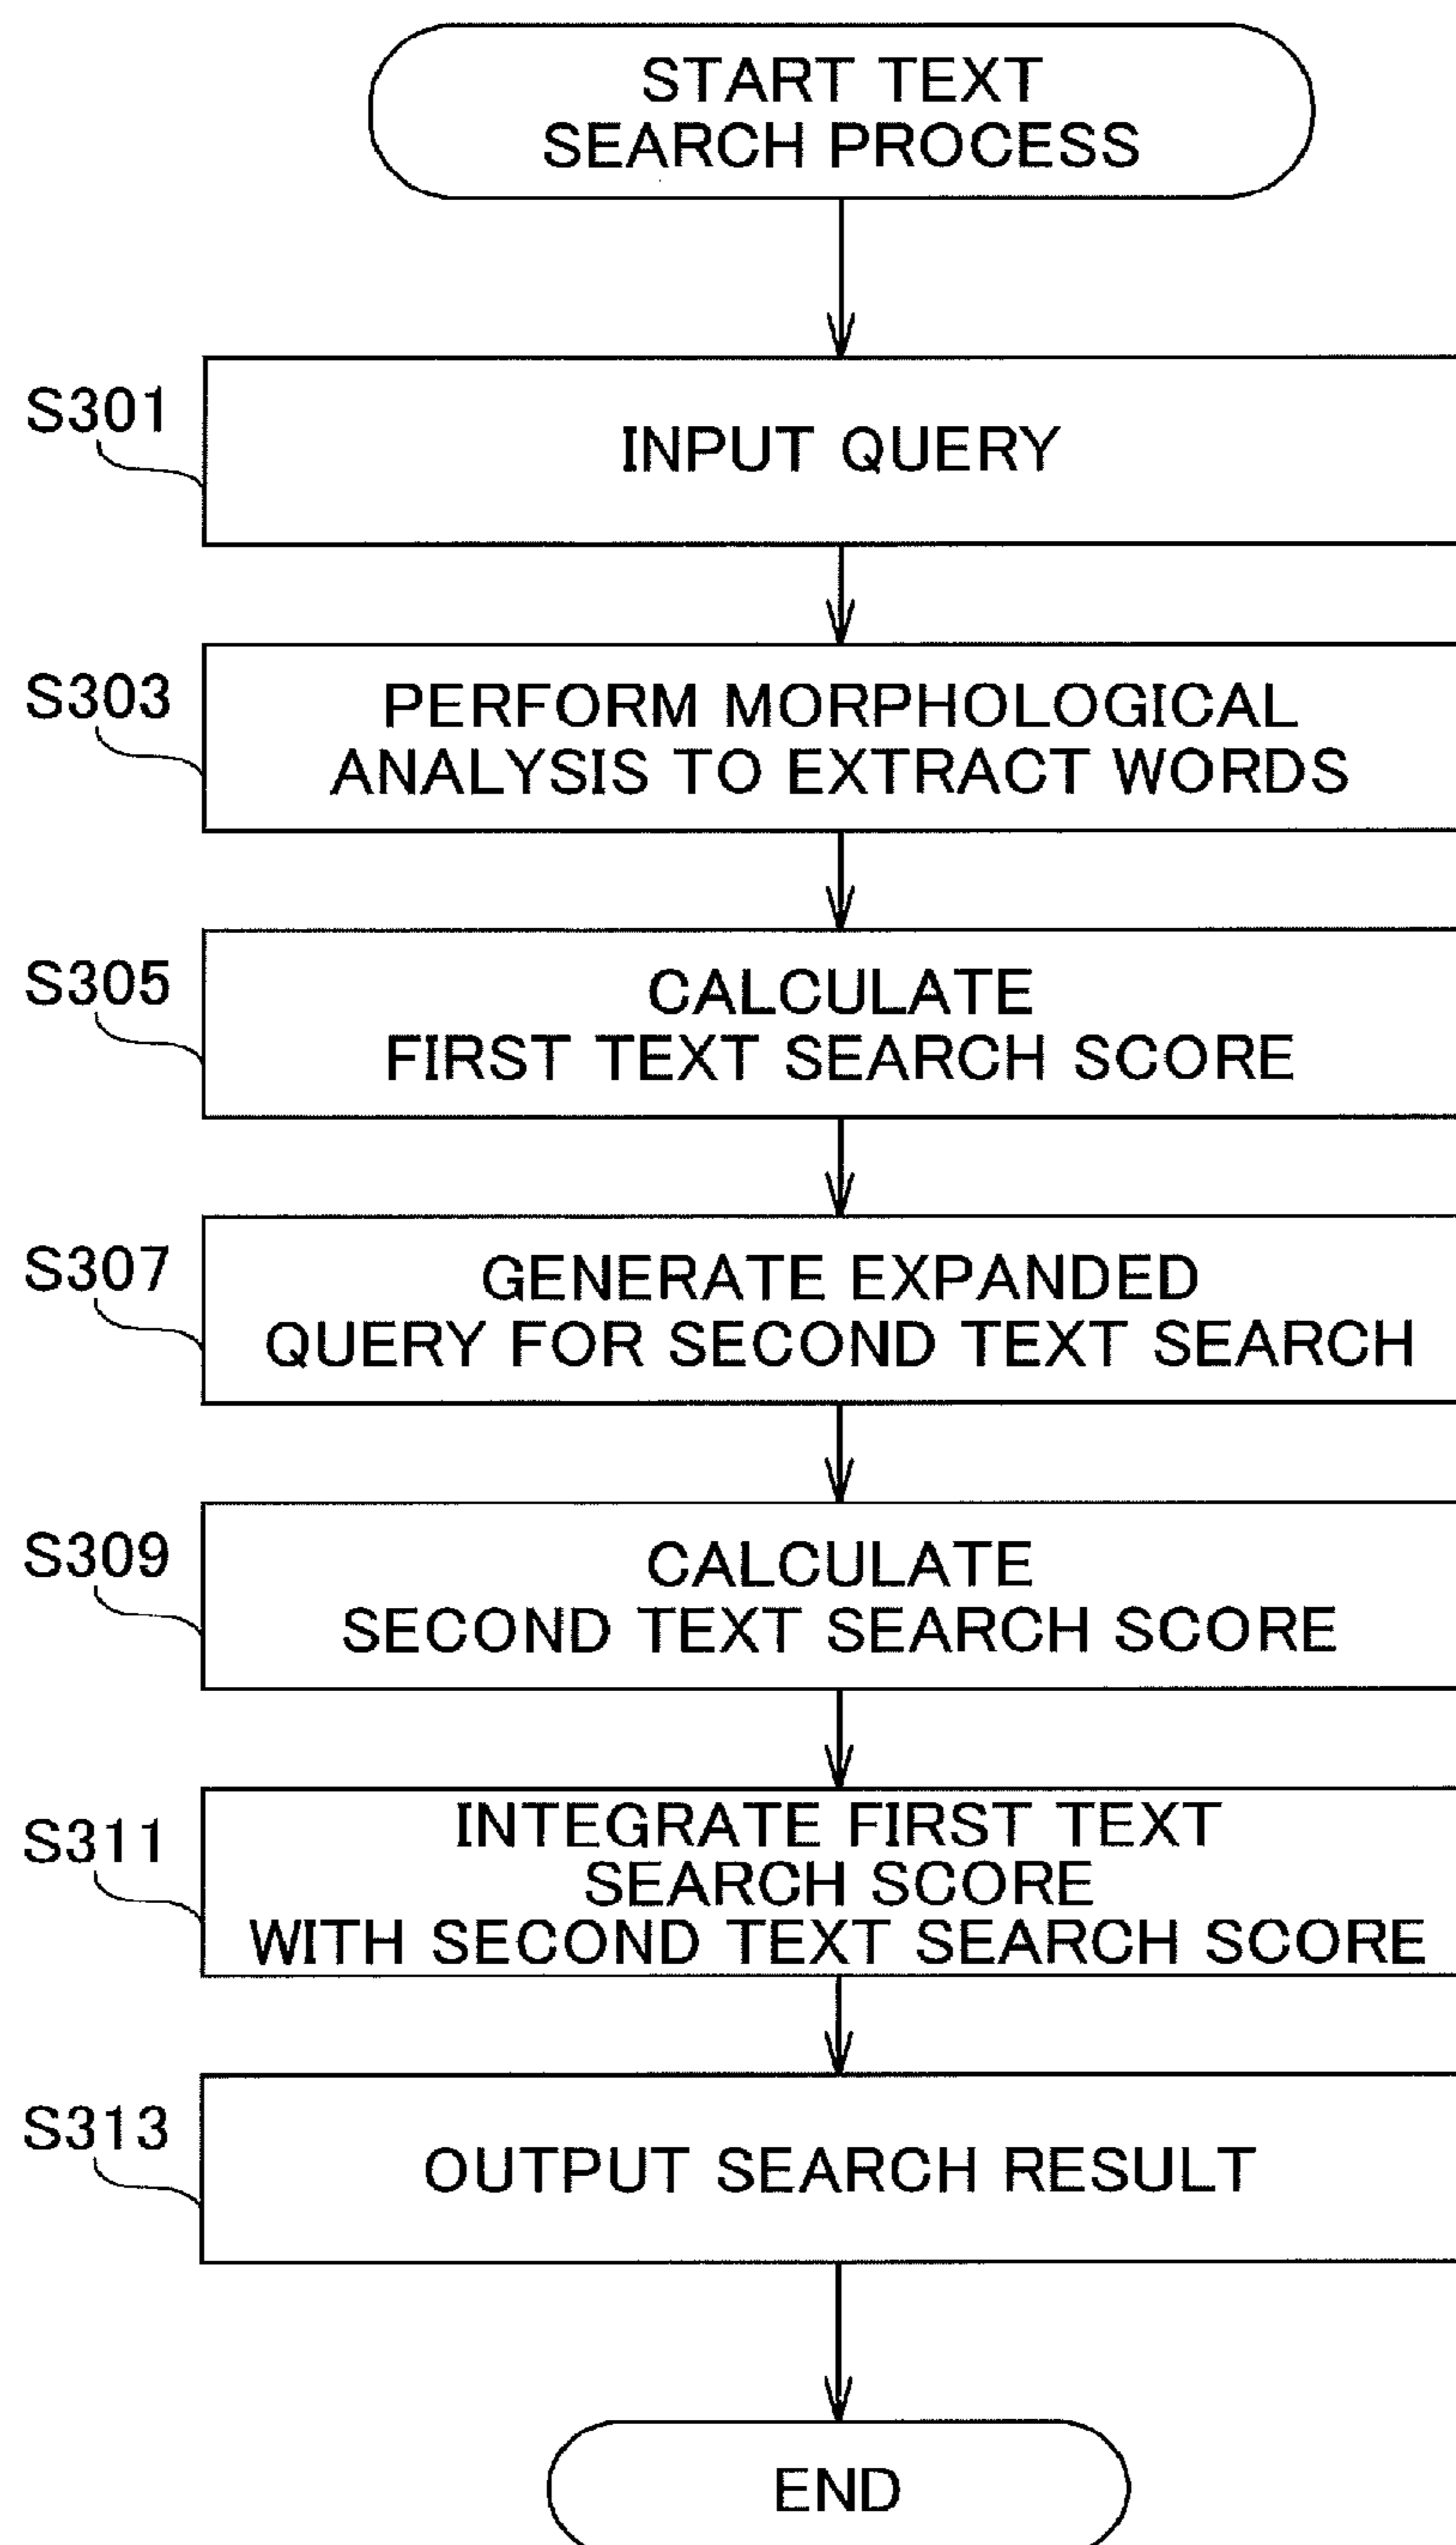 START TEXT
SEARCH PROCESS
S301
INPUT QUERY
S303
PERFORM MORPHOLOGICAL
ANALYSIS TO EXTRACT WORDS
S305
CALCULATE
FIRST TEXT SEARCH SCORE
S307
GENERATE EXPANDED
QUERY FOR SECOND TEXT SEARCH
S309
CALCULATE
SECOND TEXT SEARCH SCORE
S311
INTEGRATE FIRST TEXT
SEARCH SCORE
WITH SECOND TEXT SEARCH SCORE
S313
OUTPUT SEARCH RESULT
END